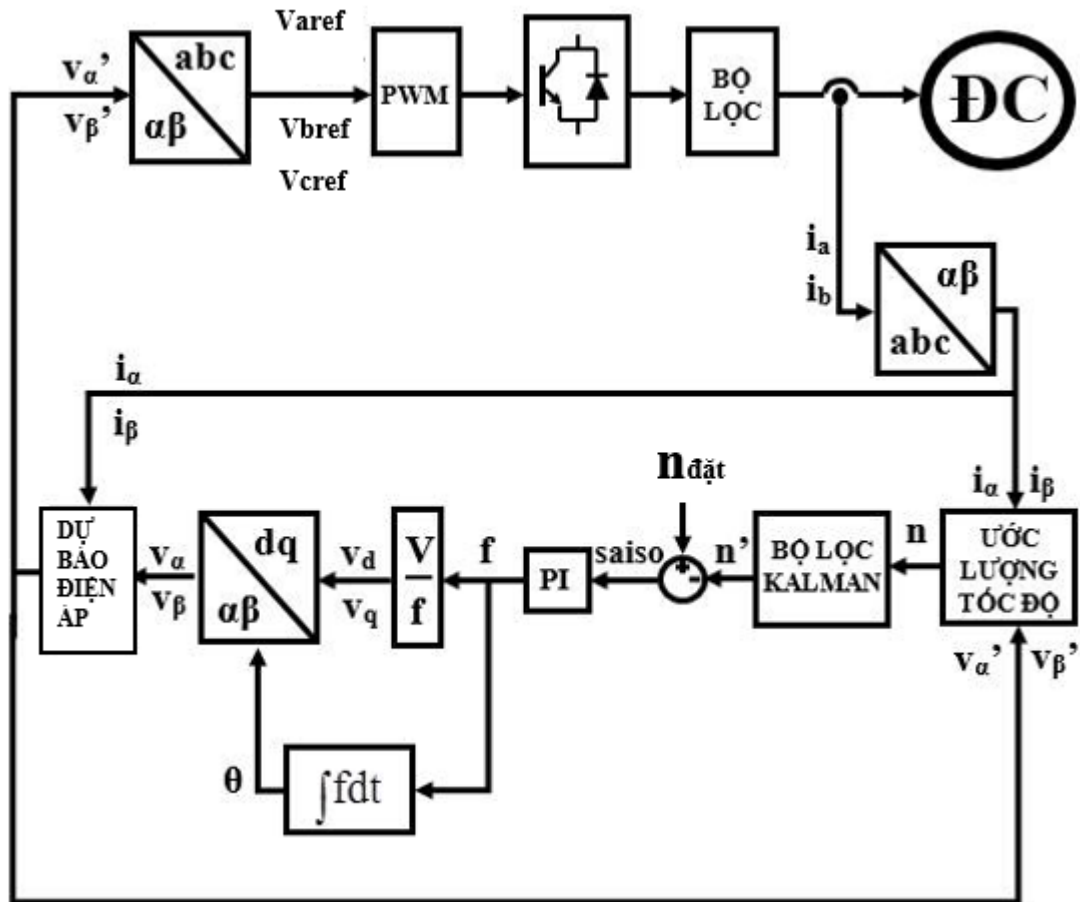 Varef
vα’
vβ’
abc
αβ
Vbref
Vcref
PWM
BỘ
LỌC
ĐC
ia
ib
αβ
abc
iα
iβ
nđặt
iα
iβ
DỰ
BÁO
ĐIỆN
ÁP
vα
vβ
dq
αβ
vd
vq
V
f
f
PI
saiso
+
-
n’
BỘ LỌC
KALMAN
n
ƯỚC
LƯỢNG
TỐC ĐỘ
vα’
vβ’
θ
∫fdt